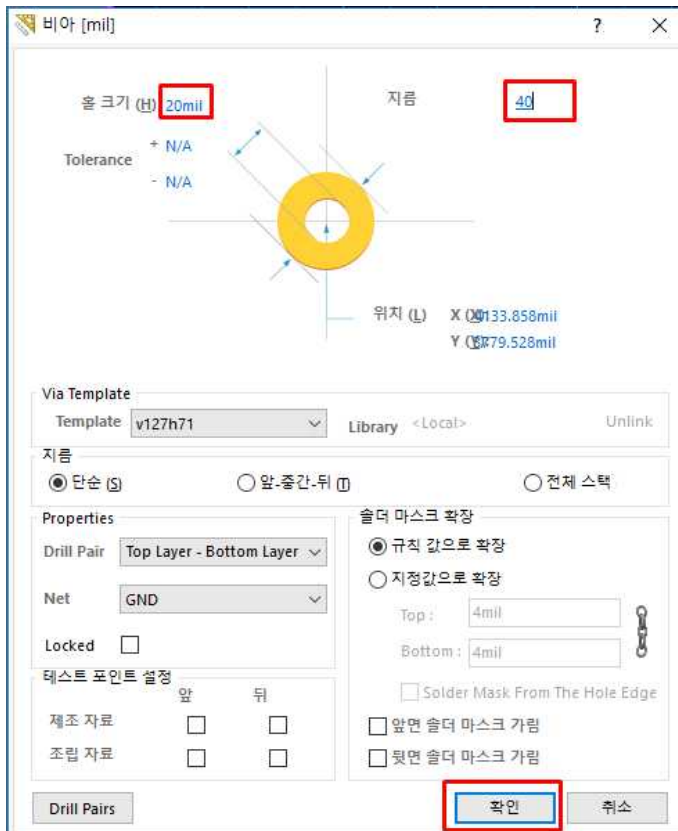 비아 [mil]
홀 크기 (H) 20mil
지름 40
Tolerance
+ N/A
- N/A
위치 (L)
X (X) 133.858mil
Y (Y) 779.528mil
Via Template
Template v127h71 Library <Local> Unlink
지름
단순 (S) 앞-중간-뒤 (T) 전체 스택
Properties
Drill Pair Top Layer - Bottom Layer
Net GND
Locked
솔더 마스크 확장
규칙 값으로 확장
지정값으로 확장
Top : 4mil
Bottom : 4mil
Solder Mask From The Hole Edge
앞면 솔더 마스크 가림
뒷면 솔더 마스크 가림
테스트 포인트 설정
앞 뒤
제조 자료
조립 자료
Drill Pairs 확인 취소